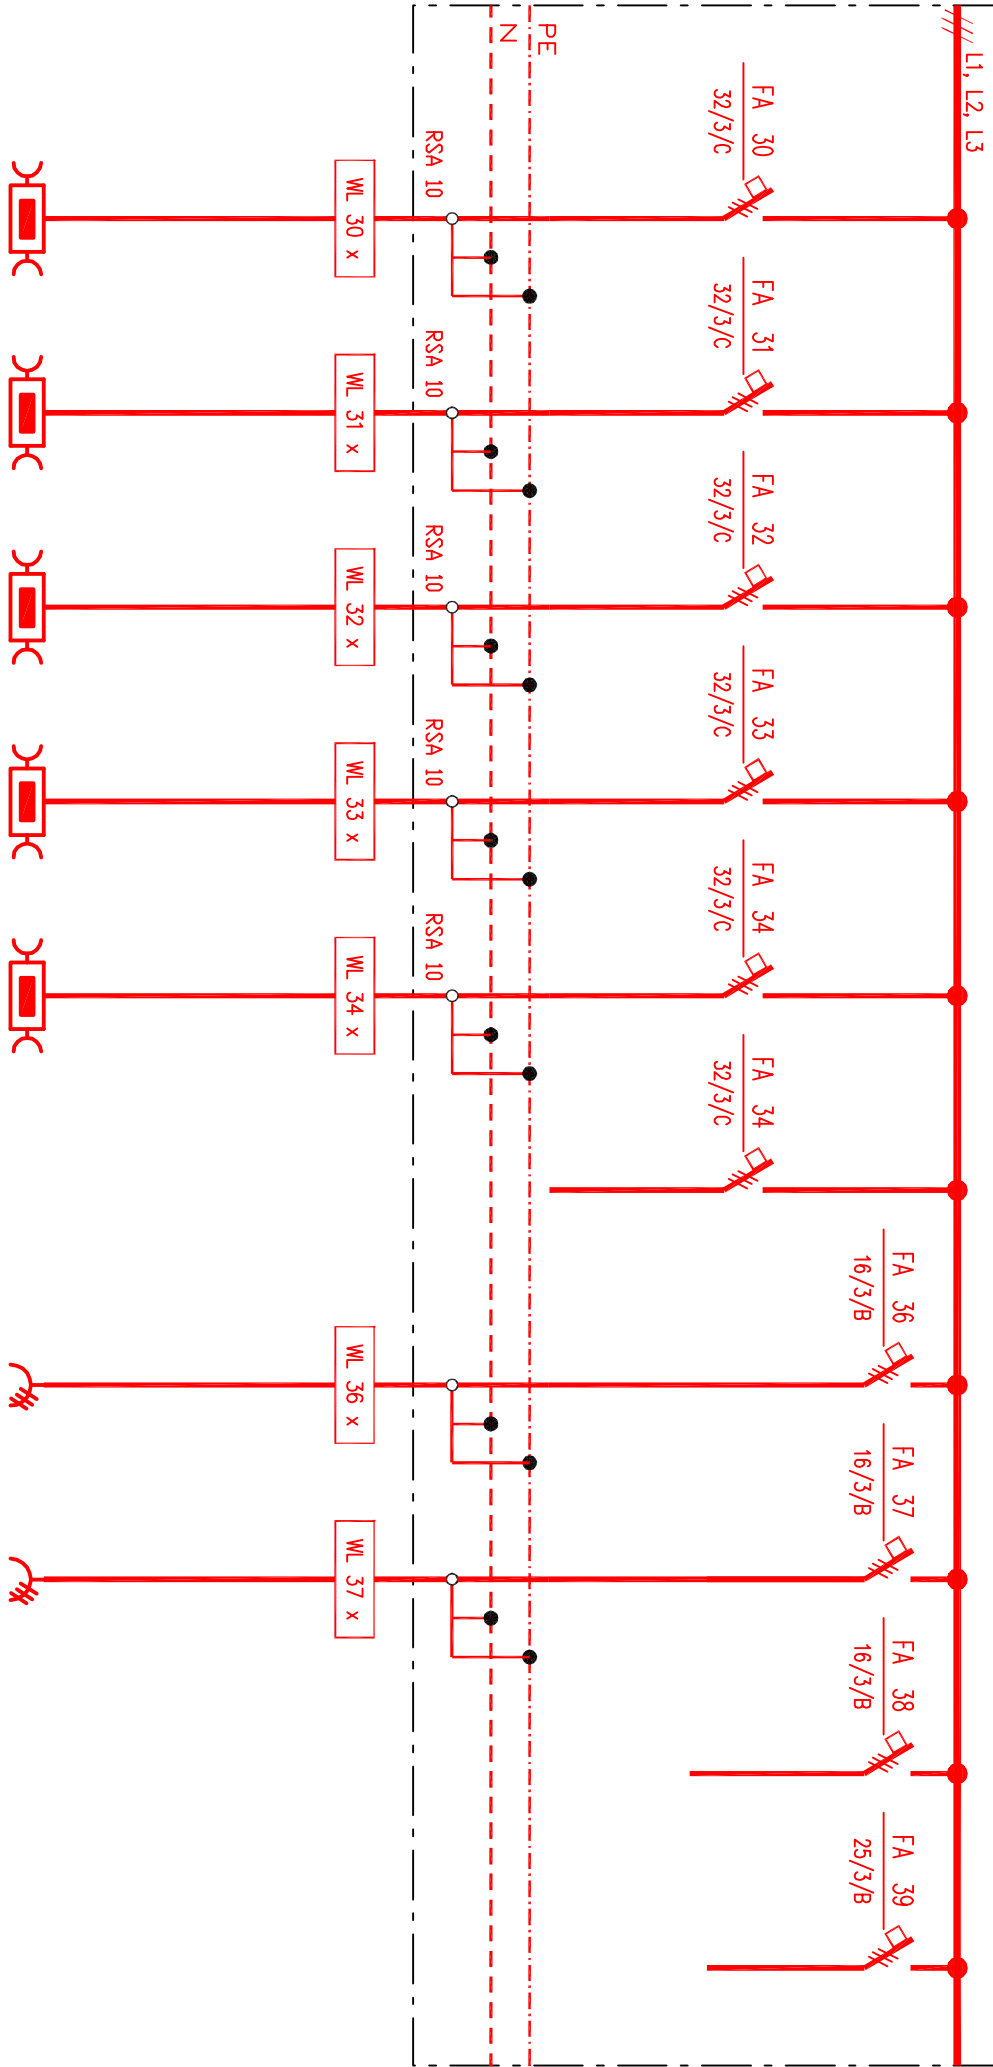 L1, L2, L3
PE
N
FA 30
32/3/C
FA 31
32/3/C
FA 32
32/3/C
FA 33
32/3/C
FA 34
32/3/C
FA 34
32/3/C
FA 36
16/3/B
FA 37
16/3/B
FA 38
16/3/B
FA 39
25/3/B
RSA 10
RSA 10
RSA 10
RSA 10
RSA 10
WL 30 x
WL 31 x
WL 32 x
WL 33 x
WL 34 x
WL 36 x
WL 37 x